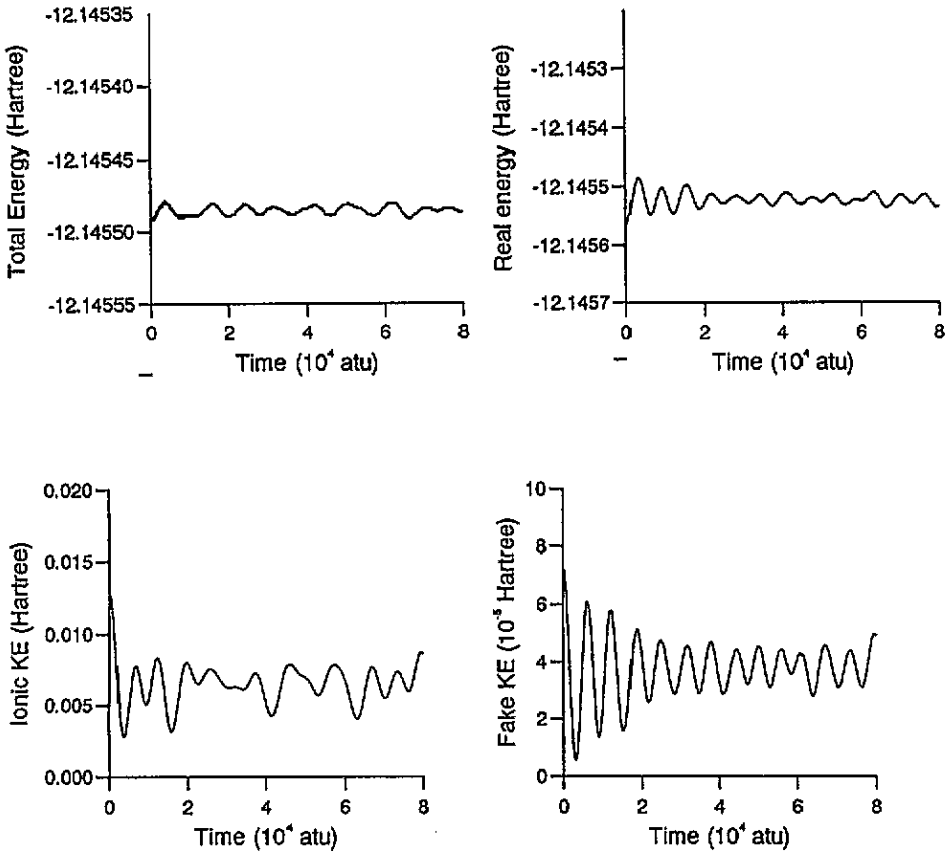 Total Energy (Hartree)
-12.14535
-12.14540
-12.14545
-12.14550
-12.14555
0 2 4 6 8
Time (10⁴ atu)
Real energy (Hartree)
-12.1453
-12.1454
-12.1455
-12.1456
-12.1457
0 2 4 6 8
Time (10⁴ atu)
Ionic KE (Hartree)
0.020
0.015
0.010
0.005
0.000
0 2 4 6 8
Time (10⁴ atu)
Fake KE (10⁻⁵ Hartree)
10
8
6
4
2
0
0 2 4 6 8
Time (10⁴ atu)